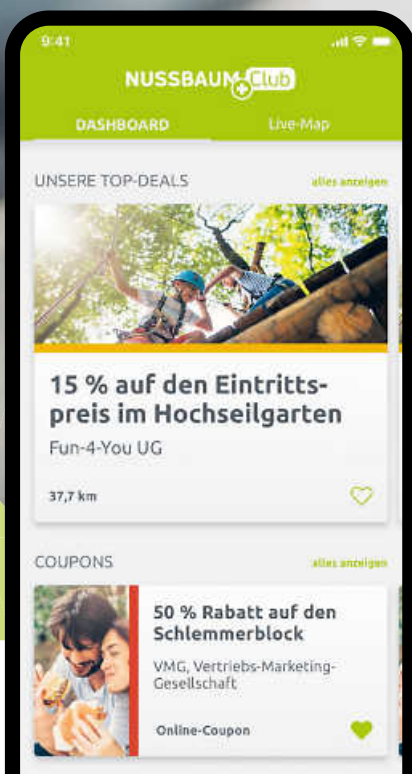 9:41
NUSSBAUM Club
DASHBOARD Live-Map
UNSERE TOP-DEALS alles anzeigen
15 % auf den Eintritts-
preis im Hochseilgarten
Fun-4-You UG
37,7 km
COUPONS alles anzeigen
50 % Rabatt auf den
Schlemmerblock
VMG, Vertriebs-Marketing-
Gesellschaft
Online-Coupon